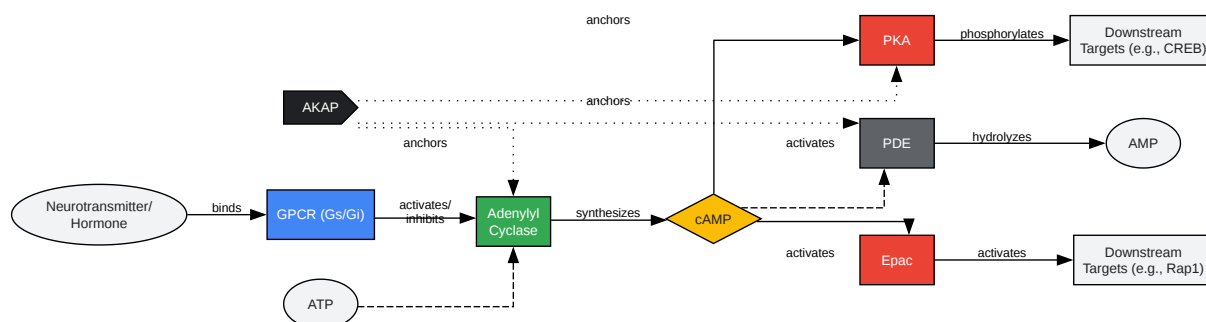 anchors
PKA
phosphorylates
Downstream
Targets (e.g., CREB)
AKAP
anchors
anchors
activates
PDE
hydrolyzes
AMP
Neurotransmitter/
Hormone
binds
GPCR (Gs/Gi)
activates/
inhibits
Adenylyl
Cyclase
synthesizes
cAMP
activates
Epac
activates
Downstream
Targets (e.g., Rap1)
ATP